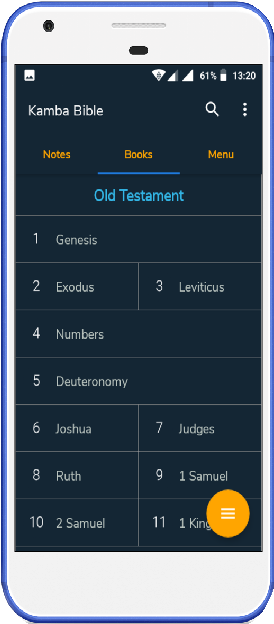 61% 13:20
Kamba Bible
Notes Books Menu
Old Testament
1 Genesis
2 Exodus 3 Leviticus
4 Numbers
5 Deuteronomy
6 Joshua 7 Judges
8 Ruth 9 1 Samuel
10 2 Samuel 11 1 King